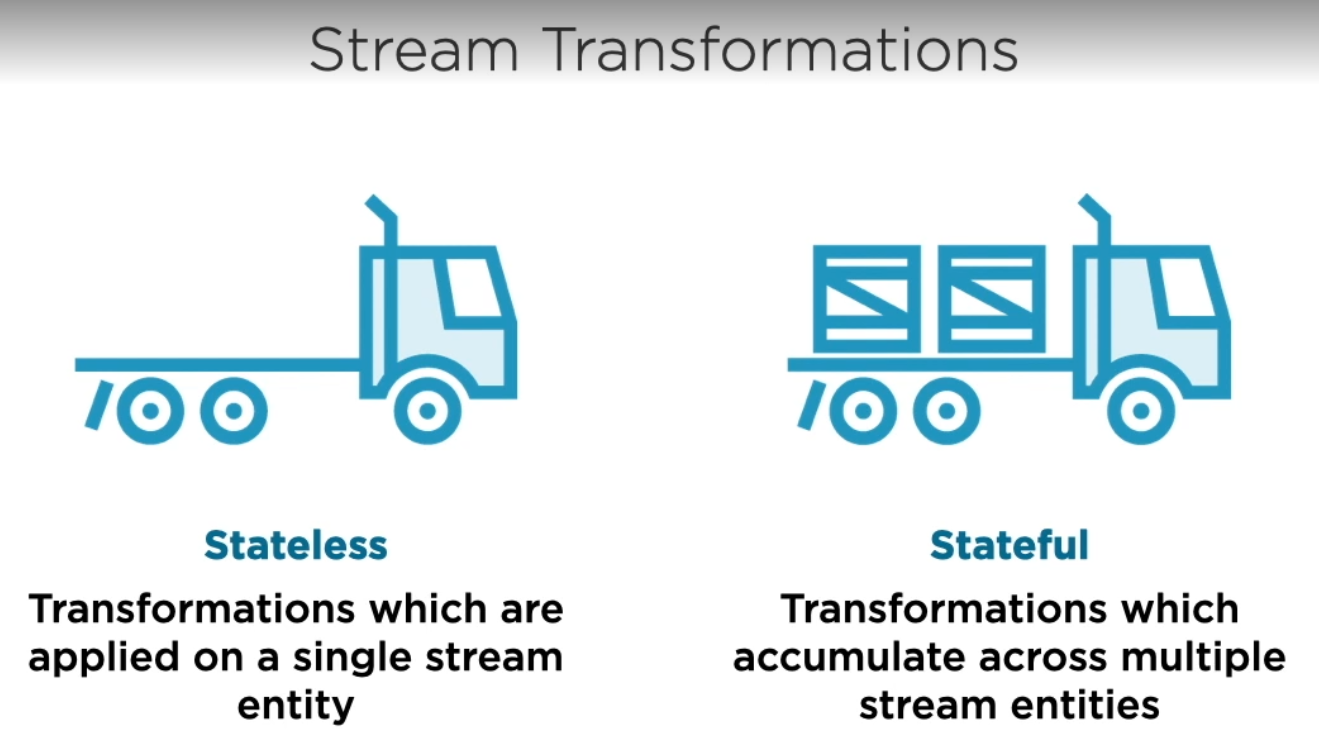 Stream Transformations
Stateless
Transformations which are
applied on a single stream
entity
Stateful
Transformations which
accumulate across multiple
stream entities